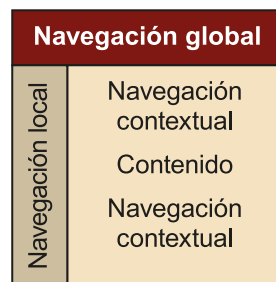 Navegación global
Navegación local
Navegación
contextual
Contenido
Navegación
contextual